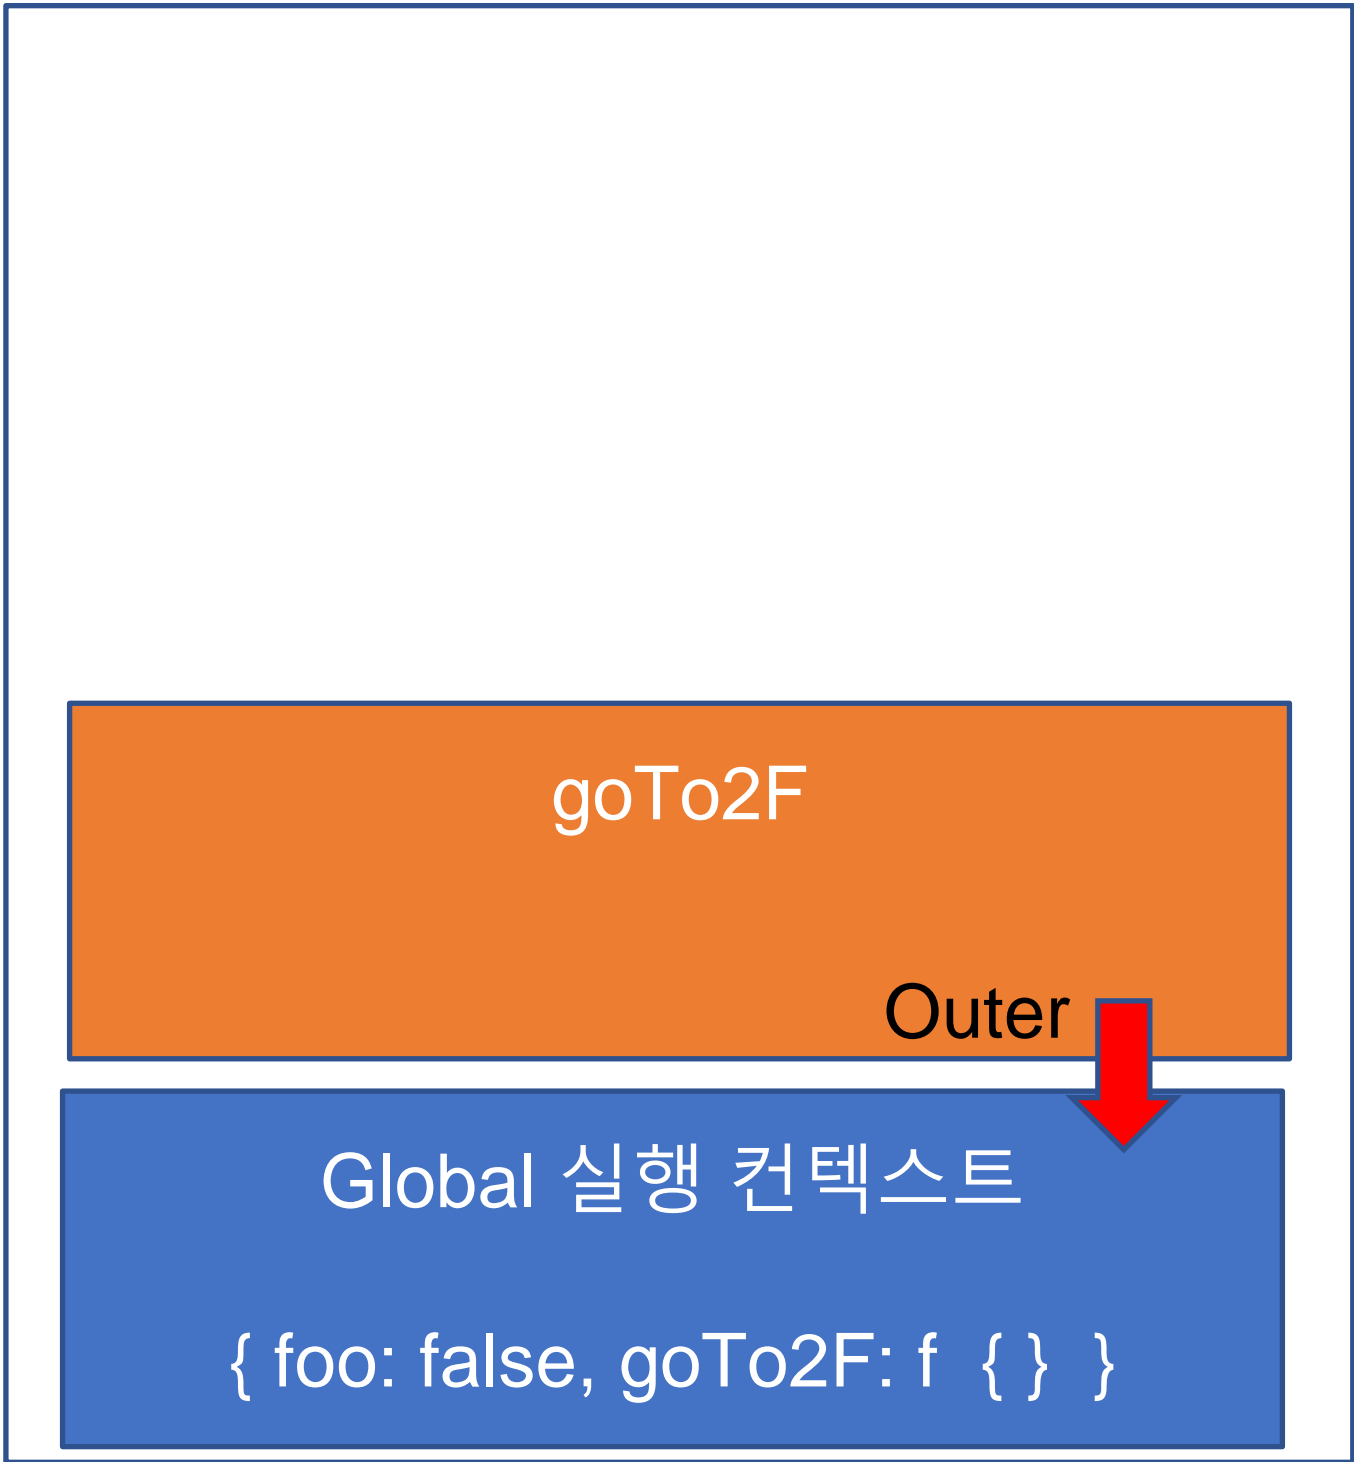 goTo2F
Outer
Global 실행 컨텍스트
{ foo: false, goTo2F: f { } }